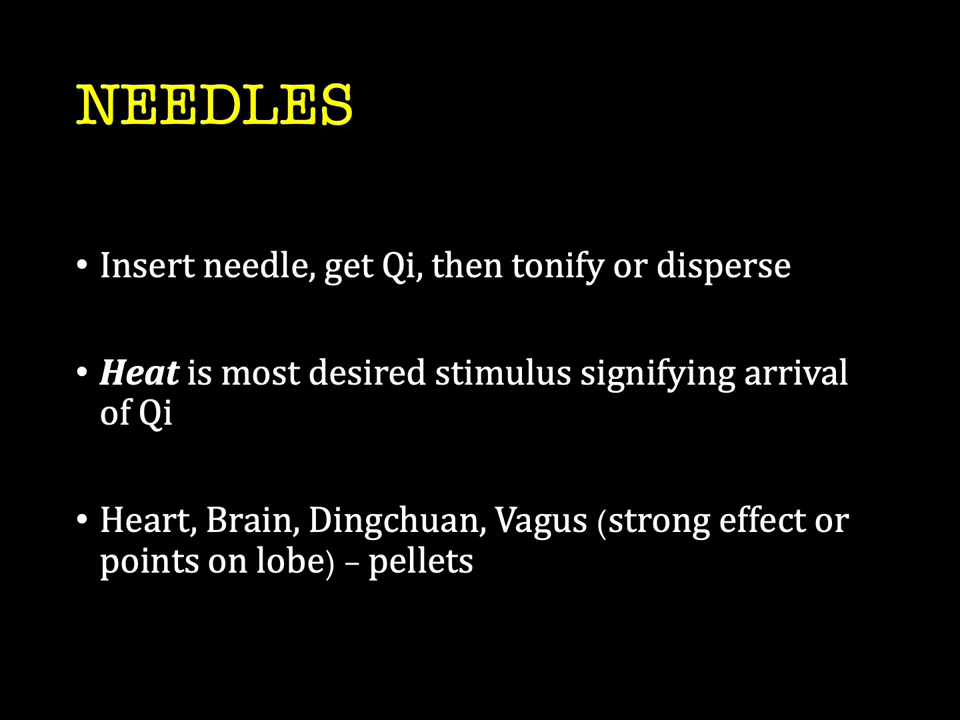 NEEDLES
• Insert needle, get Qi, then tonify or disperse
• Heat is most desired stimulus signifying arrival
of Qi
• Heart, Brain, Dingchuan, Vagus (strong effect or
points on lobe) – pellets